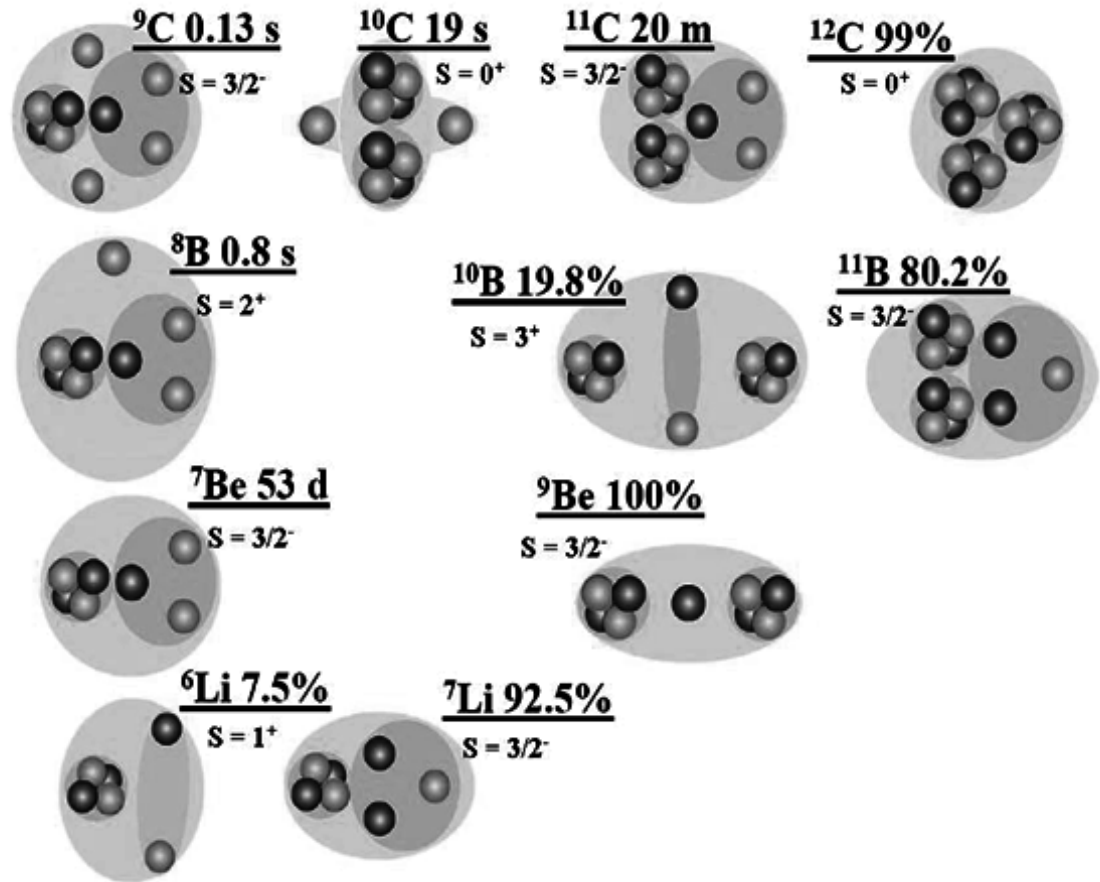 ⁹C 0.13 s
S = 3/2⁻
¹⁰C 19 s
S = 0⁺
¹¹C 20 m
S = 3/2⁻
¹²C 99%
S = 0⁺
⁸B 0.8 s
S = 2⁺
¹⁰B 19.8%
S = 3⁺
¹¹B 80.2%
S = 3/2⁻
⁷Be 53 d
S = 3/2⁻
⁹Be 100%
S = 3/2⁻
⁶Li 7.5%
S = 1⁺
⁷Li 92.5%
S = 3/2⁻